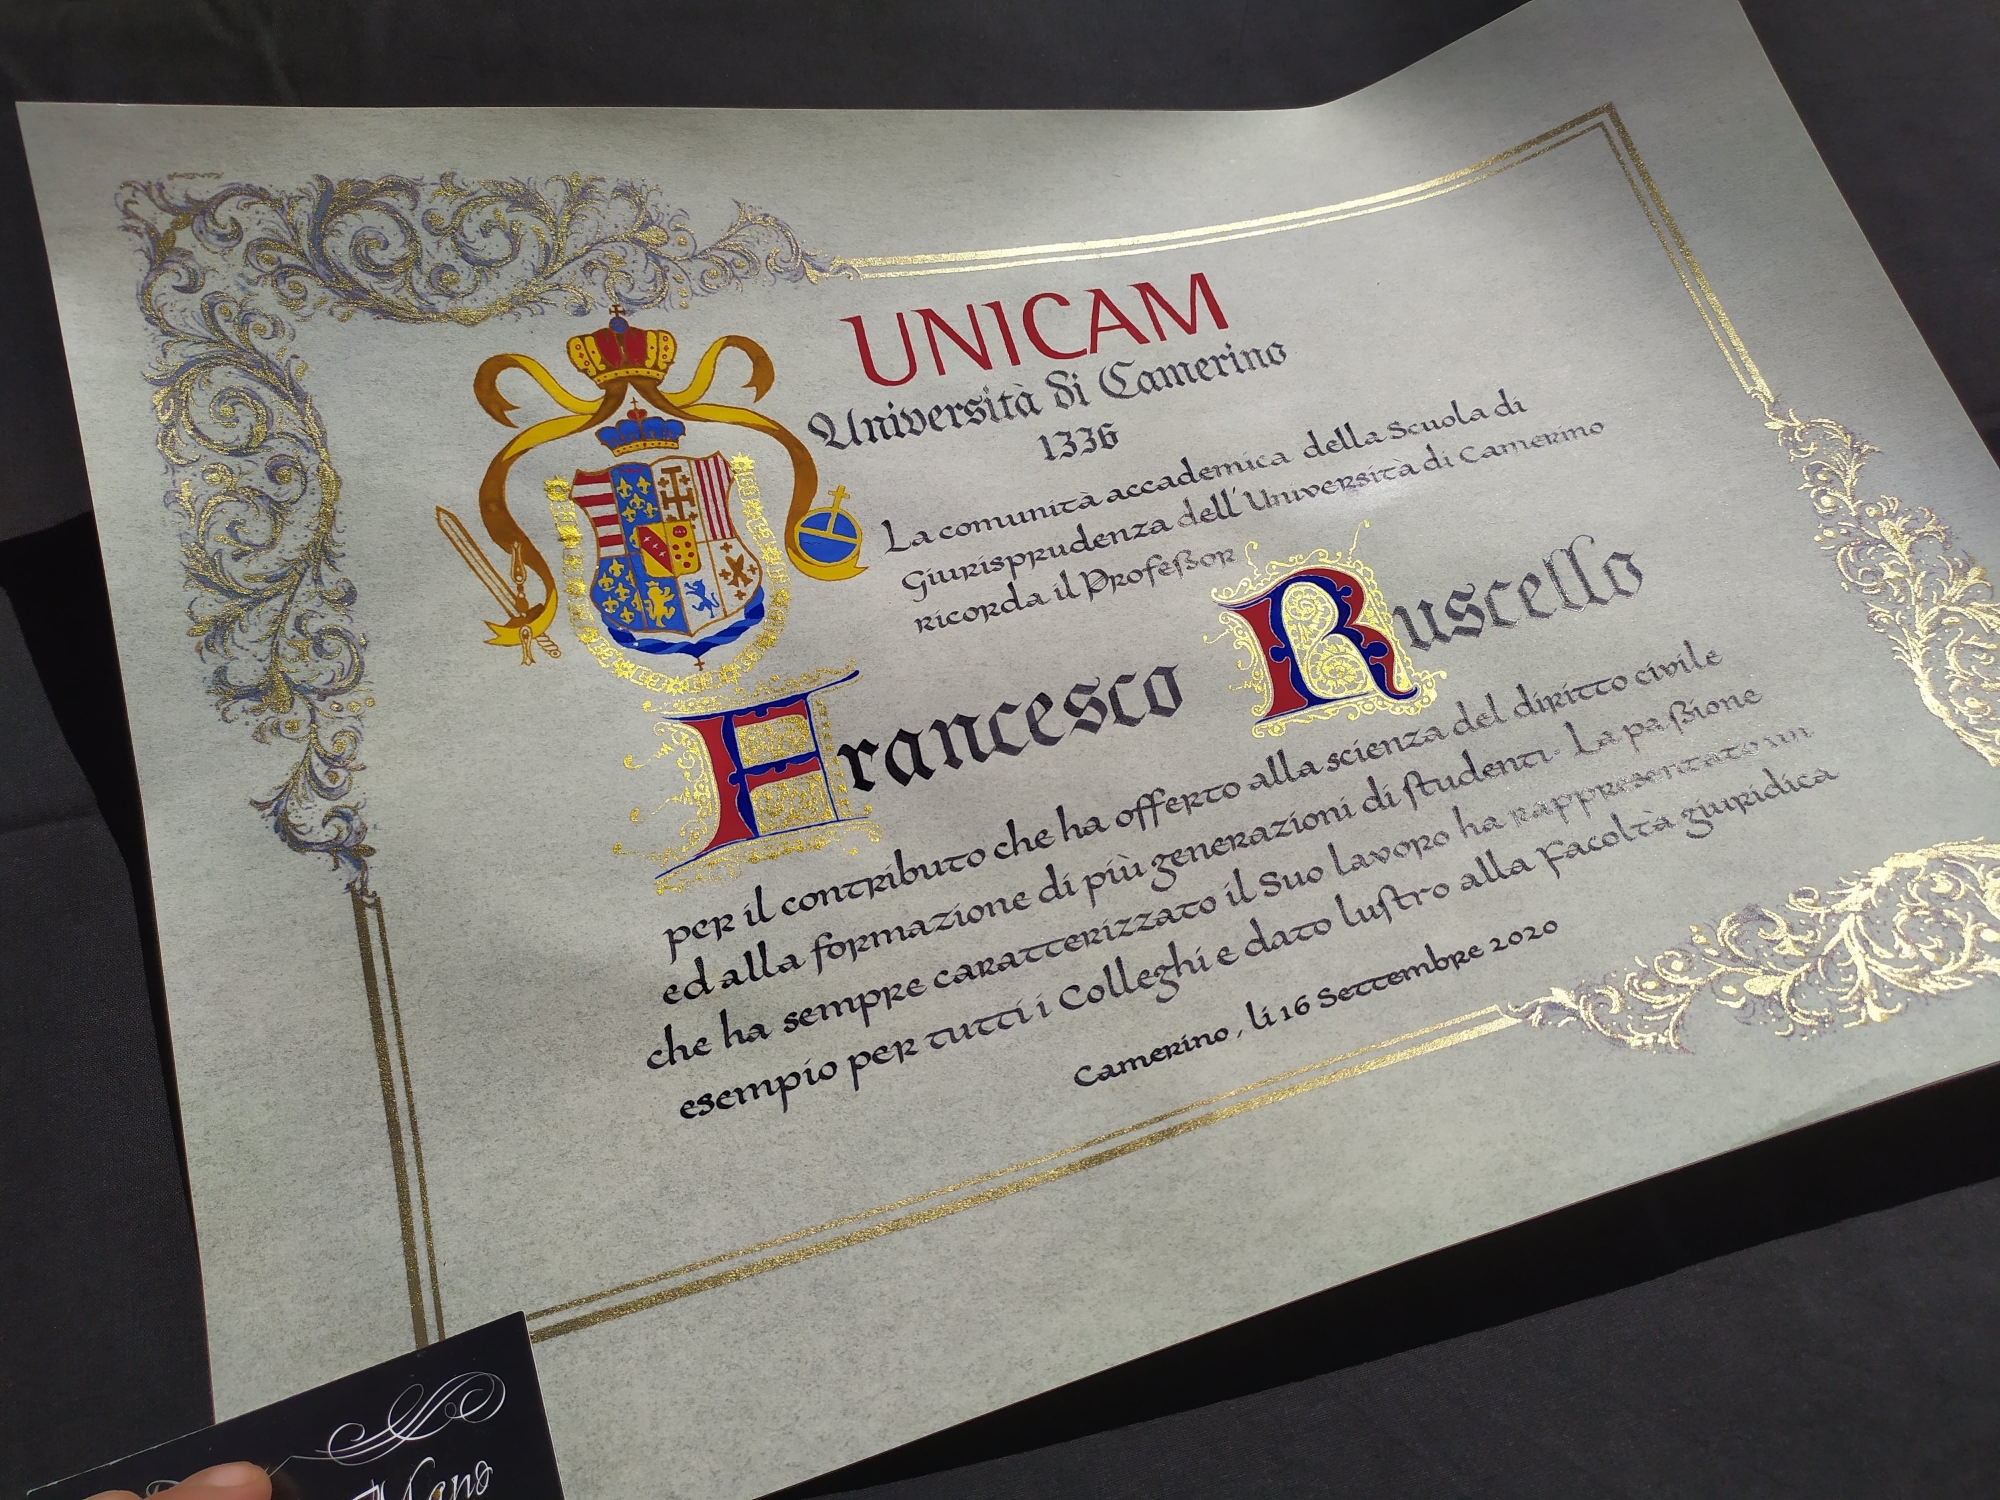 UNICAM
Università di Camerino
1336
La comunità accademica della Scuola di
Giurisprudenza dell'Università di Camerino
ricorda il Profeßor
Francesco Ruscello
per il contributo che ha offerto alla scienza del diritto civile
ed alla formazione di più generazioni di ſtudenti. La paßione
che ha sempre caratterizzato il Suo lavoro ha rappresentato un
esempio per tutti i Colleghi e dato luſtro alla Facoltà giuridica
Camerino, li 16 Settembre 2020
Mano